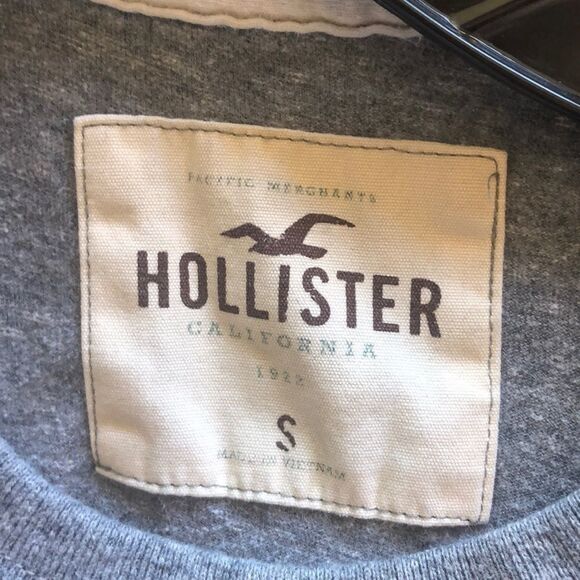 PACIFIC MERCHANTS
HOLLISTER
CALIFORNIA
1922
S
MADE IN VIETNAM